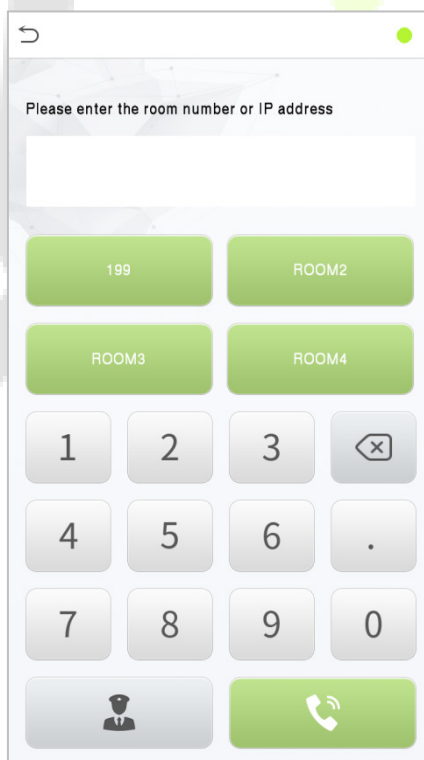 Please enter the room number or IP address
199 ROOM2
ROOM3 ROOM4
1 2 3
4 5 6 .
7 8 9 0